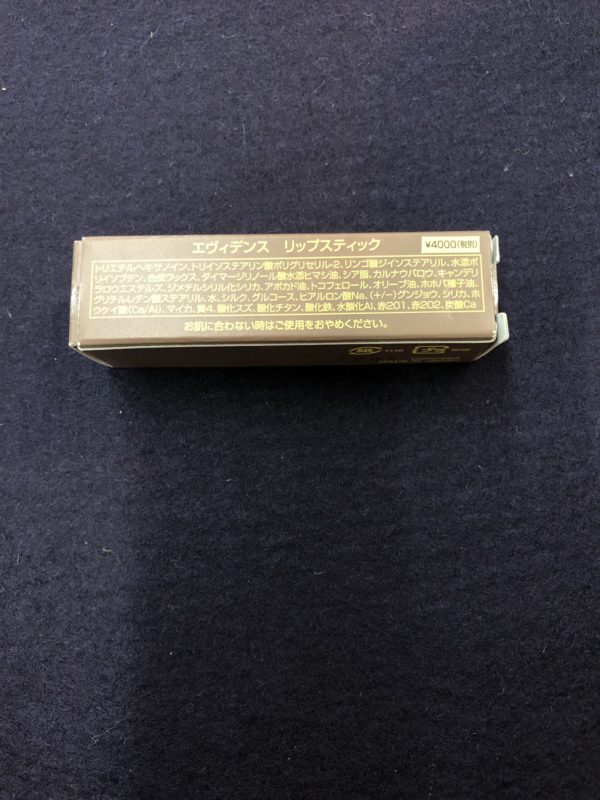 エヴィデンス リップスティック
¥4000(税別)
トリエチルヘキサノイン、トリイソステアリン酸ポリグリセリル-2、リンゴ酸ジイソステアリル、水添ポ
リイソブテン、合成ワックス、ダイマージリノール酸水添ヒマシ油、シア脂、カルナウバロウ、キャンデリ
ラロウエステルズ、ジメチルシリル化シリカ、アボカド油、トコフェロール、オリーブ油、ホホバ種子油、
グリチルレチン酸ステアリル、水、シルク、グルコース、ヒアルロン酸Na、(+/-)グンジョウ、シリカ、ホ
ウケイ酸(Ca/Al)、マイカ、黄4、酸化スズ、酸化チタン、酸化鉄、水酸化Al、赤201、赤202、炭酸Ca
お肌に合わない時はご使用をおやめください。